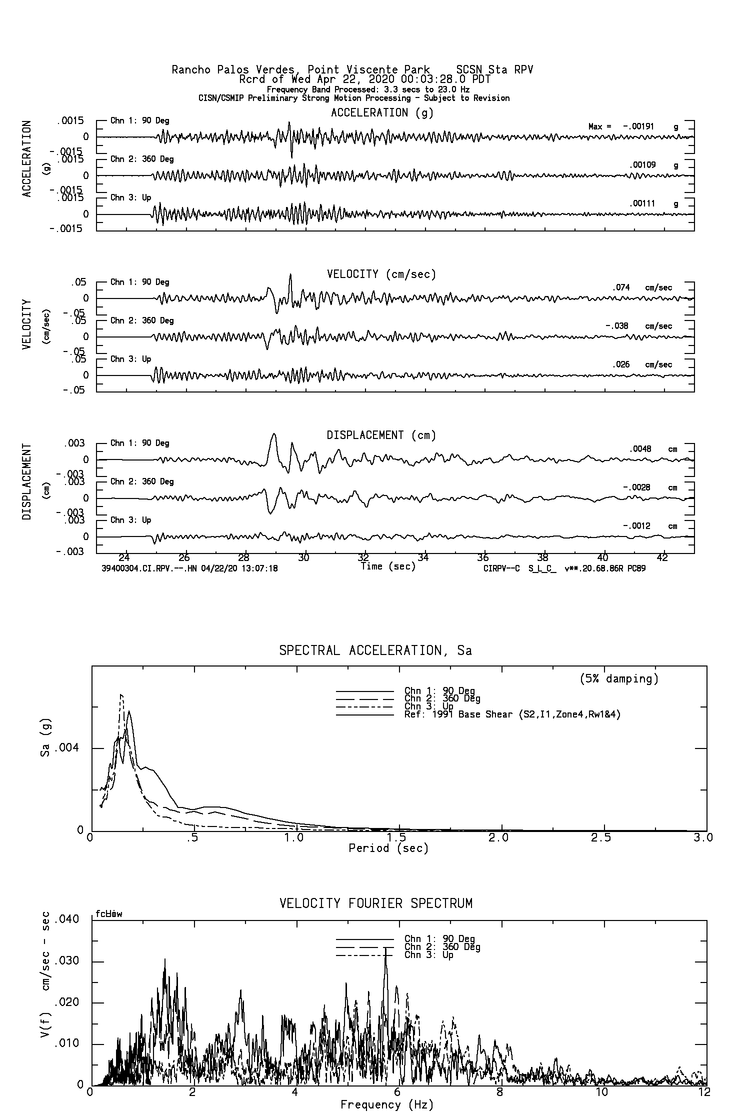 Rancho Palos Verdes, Point Viscente Park SCSN Sta RPV
Rcrd of Wed Apr 22, 2020 00:03:28.0 PDT
Frequency Band Processed: 3.3 secs to 23.0 Hz
CISN/CSMIP Preliminary Strong Motion Processing - Subject to Revision
ACCELERATION (g)
ACCELERATION
(g)
.0015
0
-.0015
Chn 1: 90 Deg
Max = -.00191 g
.0015
0
-.0015
Chn 2: 360 Deg
.00109 g
.0015
0
-.0015
Chn 3: Up
.00111 g
VELOCITY (cm/sec)
VELOCITY
(cm/sec)
.05
0
-.05
Chn 1: 90 Deg
.074 cm/sec
.05
0
-.05
Chn 2: 360 Deg
-.038 cm/sec
.05
0
-.05
Chn 3: Up
.026 cm/sec
DISPLACEMENT (cm)
DISPLACEMENT
(cm)
.003
0
-.003
Chn 1: 90 Deg
.0048 cm
.003
0
-.003
Chn 2: 360 Deg
-.0028 cm
.003
0
-.003
Chn 3: Up
-.0012 cm
24 26 28 30 32 34 36 38 40 42
Time (sec)
39400304.CI.RPV.--.HN 04/22/20 13:07:18
CIRPV--C S_L_C_ v**.20.68.86R PC89
SPECTRAL ACCELERATION, Sa
(5% damping)
Chn 1: 90 Deg
Chn 2: 360 Deg
Chn 3: Up
Ref: 1991 Base Shear (S2,I1,Zone4,Rw1&4)
Sa (g)
.004
0
0 .5 1.0 1.5 2.0 2.5 3.0
Period (sec)
VELOCITY FOURIER SPECTRUM
Chn 1: 90 Deg
Chn 2: 360 Deg
Chn 3: Up
V(f) cm/sec - sec
.040
.030
.020
.010
0
0 2 4 6 8 10 12
Frequency (Hz)